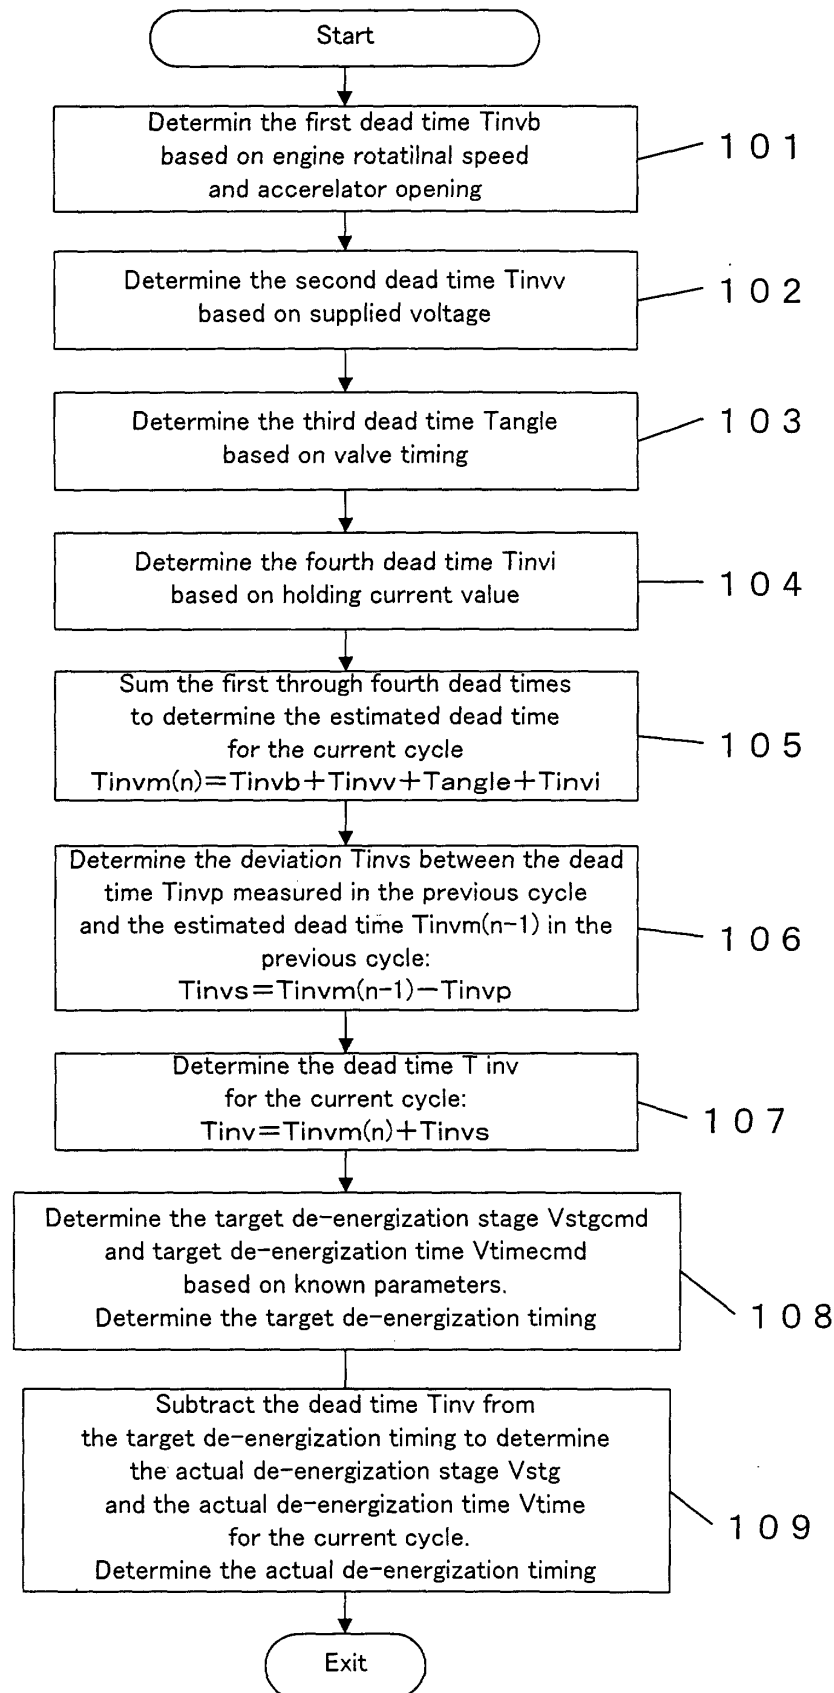 Start
Determin the first dead time Tinvb
based on engine rotatilnal speed
and accerelator opening
101
Determine the second dead time Tinvv
based on supplied voltage
102
Determine the third dead time Tangle
based on valve timing
103
Determine the fourth dead time Tinvi
based on holding current value
104
Sum the first through fourth dead times
to determine the estimated dead time
for the current cycle
Tinvm(n)=Tinvb+Tinvv+Tangle+Tinvi
105
Determine the deviation Tinvs between the dead
time Tinvp measured in the previous cycle
and the estimated dead time Tinvm(n-1) in the
previous cycle:
Tinvs=Tinvm(n-1)-Tinvp
106
Determine the dead time T inv
for the current cycle:
Tinv=Tinvm(n)+Tinvs
107
Determine the target de-energization stage Vstgcmd
and target de-energization time Vtimecmd
based on known parameters.
Determine the target de-energization timing
108
Subtract the dead time Tinv from
the target de-energization timing to determine
the actual de-energization stage Vstg
and the actual de-energization time Vtime
for the current cycle.
Determine the actual de-energization timing
109
Exit